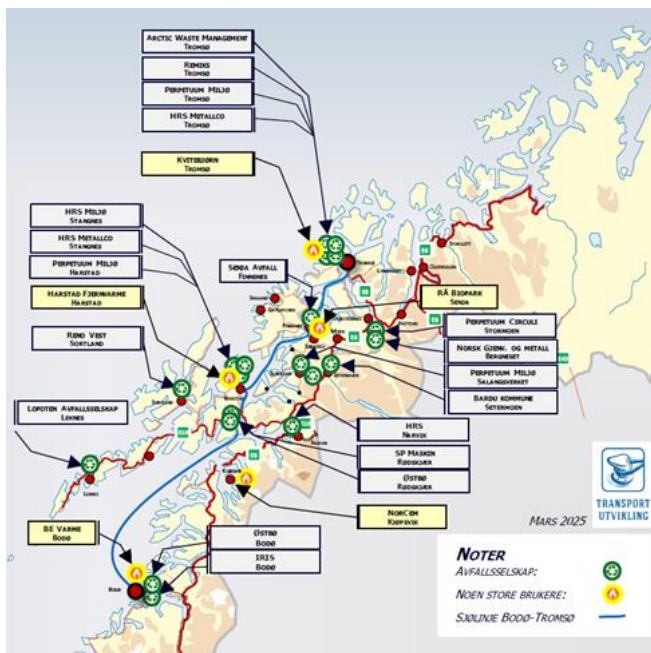 Arctic Waste Management
Tromsø
Remiks
Tromsø
Perpetuum Miljø
Tromsø
HRS Metallco
Tromsø
Kvitebjørn
Tromsø
HRS Miljø
Stangnes
HRS Metallco
Stangnes
Perpetuum Miljø
Harstad
Harstad Fjernvarme
Harstad
Reno Vest
Sortland
Lofoten Avfallsselskap
Leknes
Senja Avfall
Finnsnes
RÅ Biopark
Senja
Perpetuum Circuli
Stormoen
Norsk Gjenv. og metall
Bergneset
Perpetuum Miljø
Salangsverket
Bardu kommune
Setermoen
HRS
Narvik
SP Maskin
Rødskjær
Østbø
Rødskjær
NorCem
Kjøpsvik
BE Varme
Bodø
Østbø
Bodø
IRIS
Bodø
E6
E8
TRANSPORT
UTVIKLING
Mars 2025
Noter
Avfallsselskap:
Noen store brukere:
Sjølinje Bodø-Tromsø